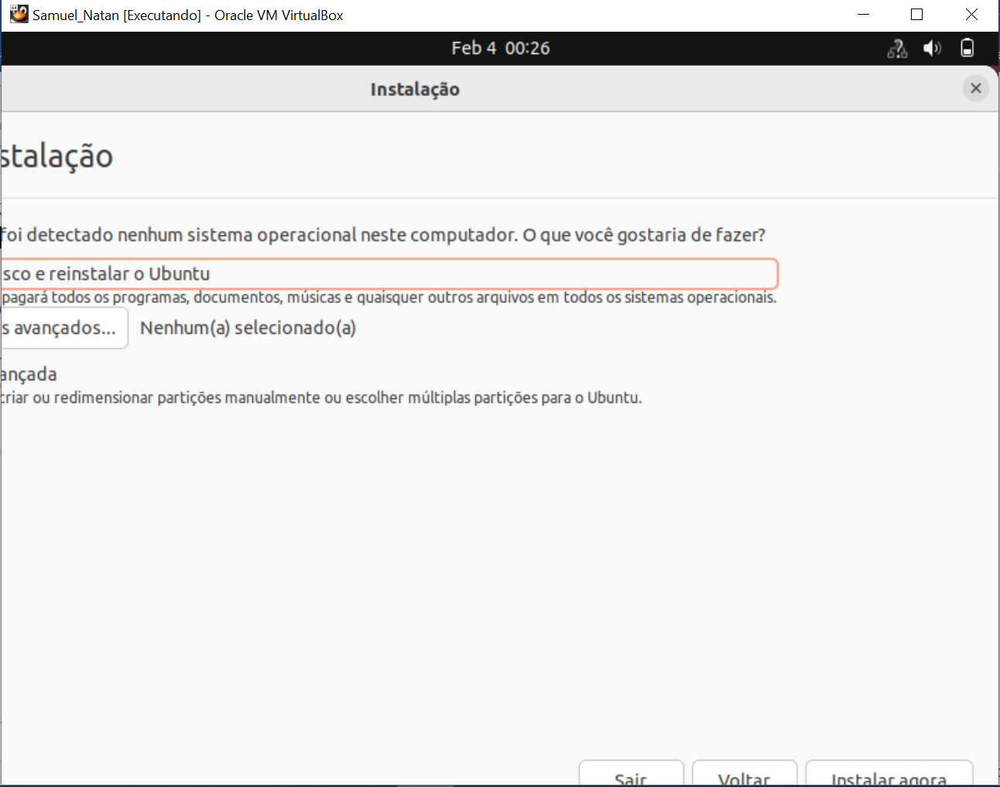 Samuel_Natan [Executando] - Oracle VM VirtualBox
Feb 4 00:26
Instalação
stalação
foi detectado nenhum sistema operacional neste computador. O que você gostaria de fazer?
sco e reinstalar o Ubuntu
pagará todos os programas, documentos, músicas e quaisquer outros arquivos em todos os sistemas operacionais.
s avançados... Nenhum(a) selecionado(a)
ançada
criar ou redimensionar partições manualmente ou escolher múltiplas partições para o Ubuntu.
Sair Voltar Instalar agora